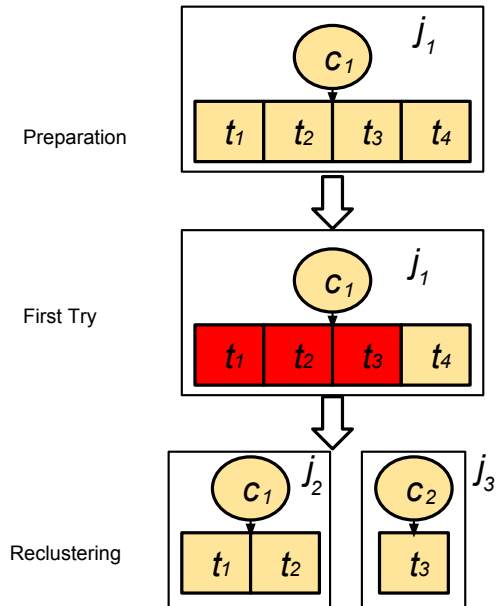 j1
c1
Preparation
t1 t2 t3 t4
j1
c1
First Try
t1 t2 t3 t4
j2 j3
c1 c2
Reclustering
t1 t2 t3